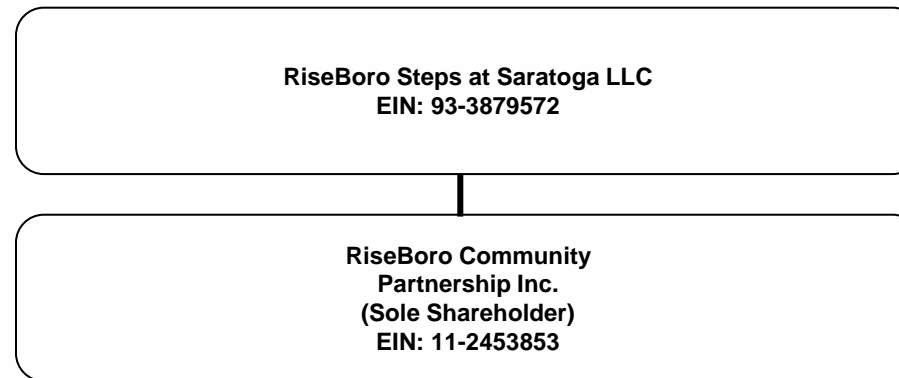 RiseBoro Steps at Saratoga LLC
EIN: 93-3879572
RiseBoro Community
Partnership Inc.
(Sole Shareholder)
EIN: 11-2453853